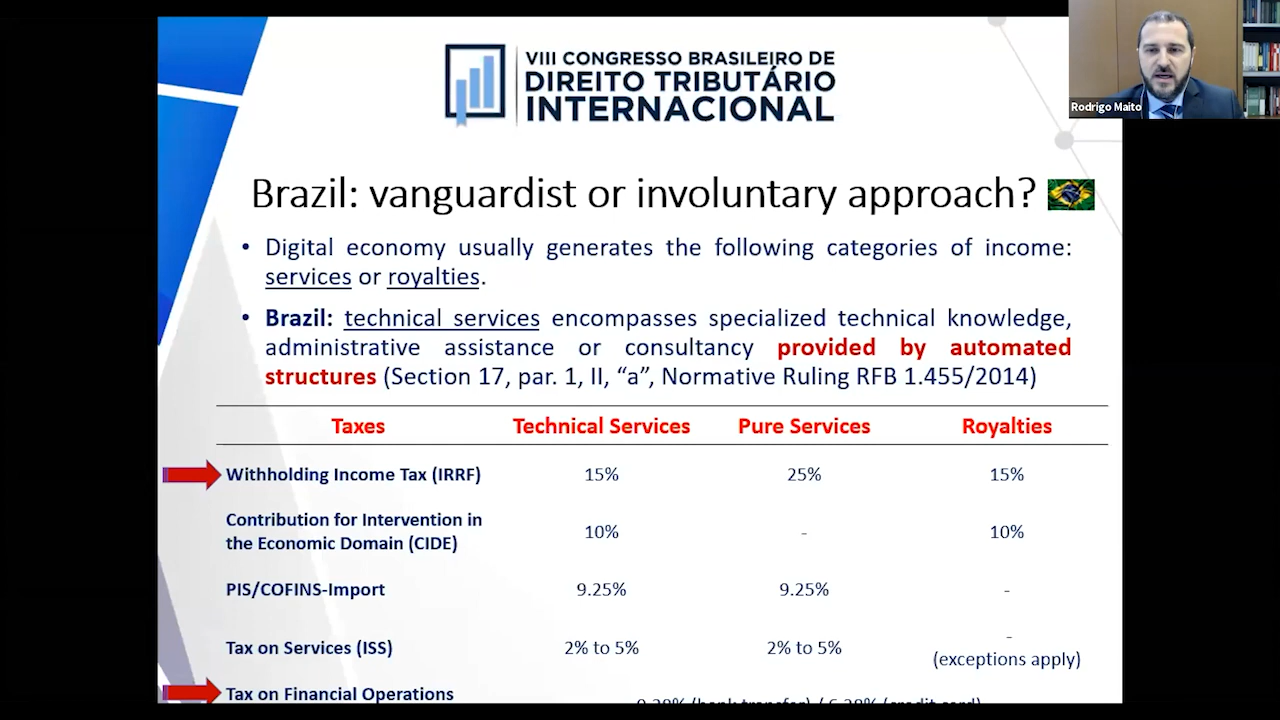 VIII CONGRESSO BRASILEIRO DE
DIREITO TRIBUTÁRIO
INTERNACIONAL
Rodrigo Maito
Brazil: vanguardist or involuntary approach?
• Digital economy usually generates the following categories of income:
services or royalties.
• Brazil: technical services encompasses specialized technical knowledge,
administrative assistance or consultancy provided by automated
structures (Section 17, par. 1, II, “a”, Normative Ruling RFB 1.455/2014)
Taxes Technical Services Pure Services Royalties
Withholding Income Tax (IRRF) 15% 25% 15%
Contribution for Intervention in
the Economic Domain (CIDE) 10% - 10%
PIS/COFINS-Import 9.25% 9.25% -
Tax on Services (ISS) 2% to 5% 2% to 5% -
(exceptions apply)
Tax on Financial Operations
(bank transfer) / (credit card)